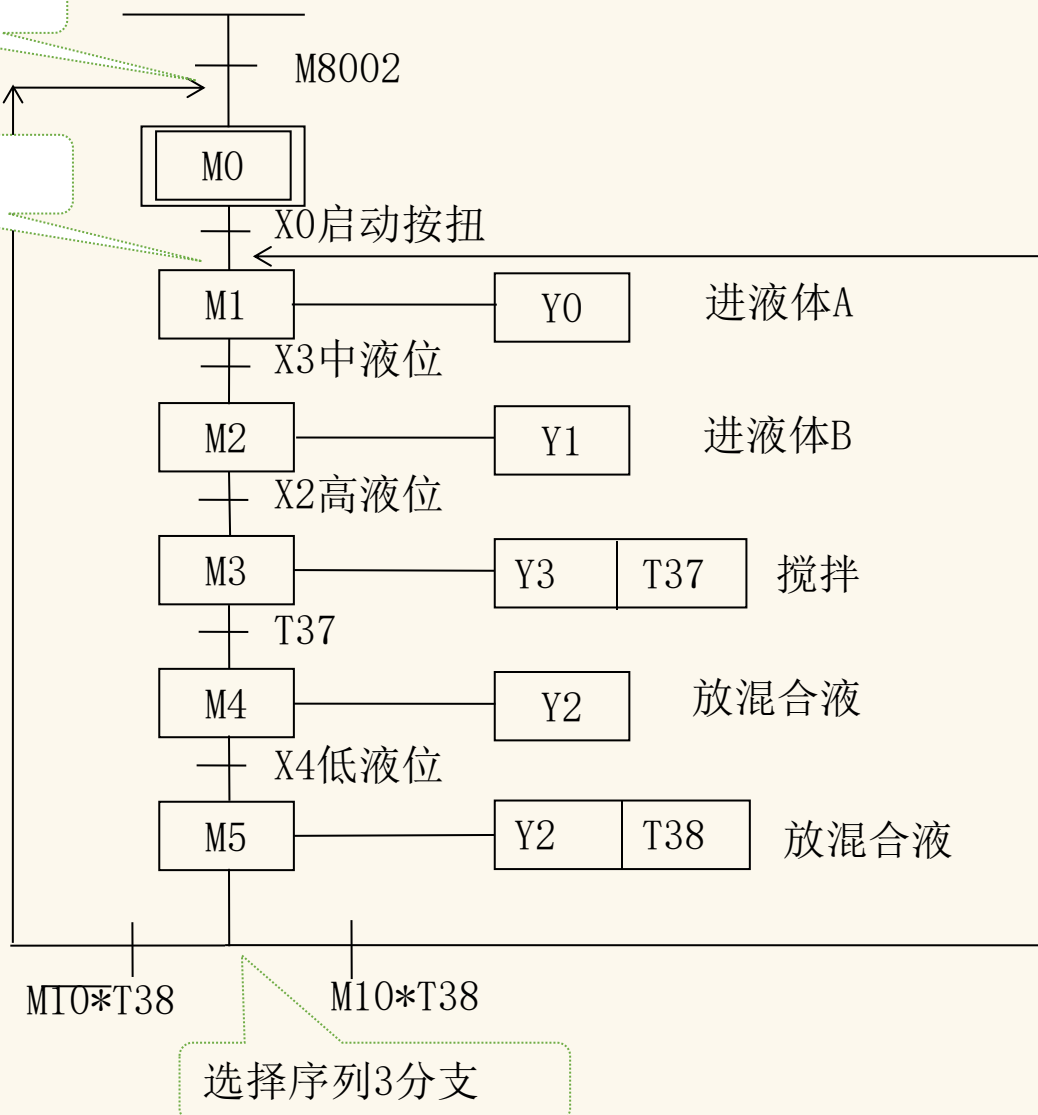 M8002
M0
X0启动按扭
M1
Y0
进液体A
X3中液位
M2
Y1
进液体B
X2高液位
M3
Y3
T37
搅拌
T37
M4
Y2
放混合液
X4低液位
M5
Y2
T38
放混合液
M10*T38
M10*T38
选择序列3分支